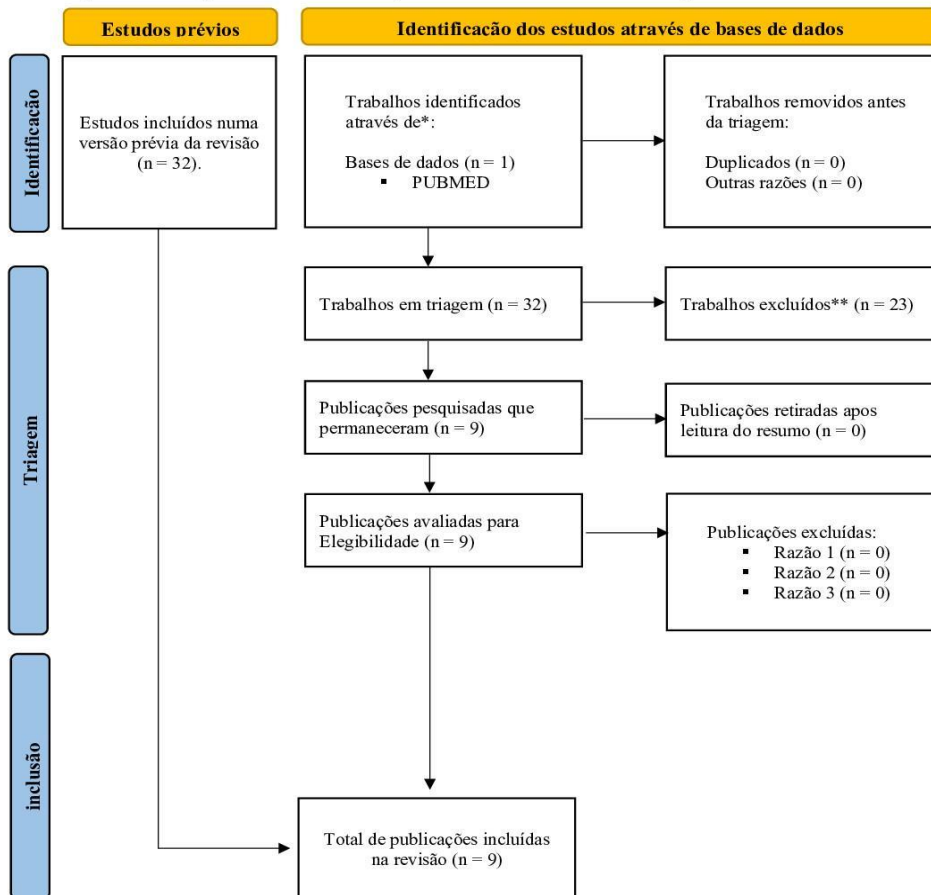 Estudos prévios
Identificação dos estudos através de bases de dados
Identificação
Estudos incluídos numa
versão prévia da revisão
(n = 32).
Trabalhos identificados
através de*:
Bases de dados (n = 1)
▪ PUBMED
Trabalhos removidos antes
da triagem:
Duplicados (n = 0)
Outras razões (n = 0)
Triagem
Trabalhos em triagem (n = 32)
Trabalhos excluídos** (n = 23)
Publicações pesquisadas que
permaneceram (n = 9)
Publicações retiradas apos
leitura do resumo (n = 0)
Publicações avaliadas para
Elegibilidade (n = 9)
Publicações excluídas:
▪ Razão 1 (n = 0)
▪ Razão 2 (n = 0)
▪ Razão 3 (n = 0)
inclusão
Total de publicações incluídas
na revisão (n = 9)